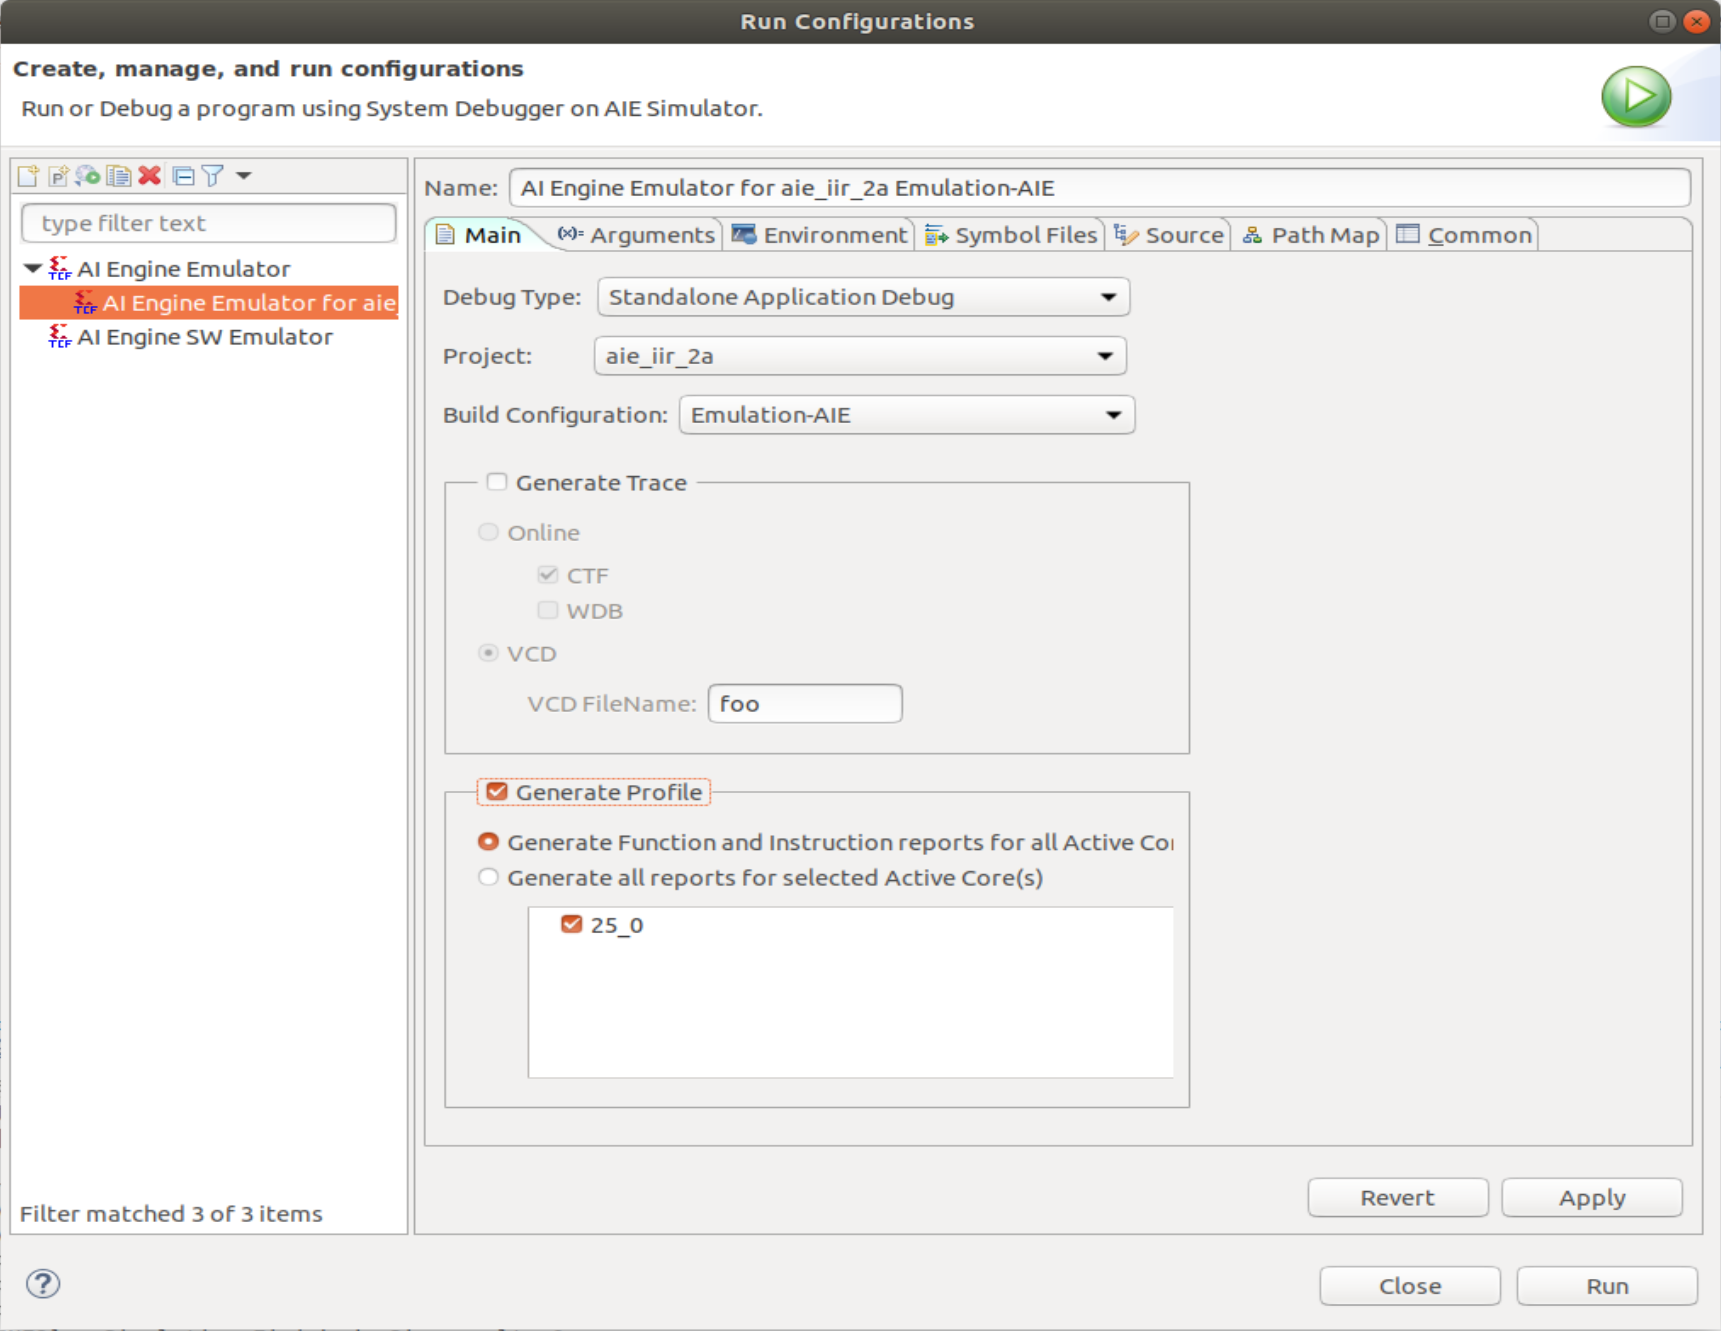 Run Configurations
Create, manage, and run configurations
Run or Debug a program using System Debugger on AIE Simulator.
type filter text
AI Engine Emulator
AI Engine Emulator for aie
AI Engine SW Emulator
Filter matched 3 of 3 items
Name: AI Engine Emulator for aie_iir_2a Emulation-AIE
Main Arguments Environment Symbol Files Source Path Map Common
Debug Type: Standalone Application Debug
Project: aie_iir_2a
Build Configuration: Emulation-AIE
Generate Trace
Online
CTF
WDB
VCD
VCD FileName: foo
Generate Profile
Generate Function and Instruction reports for all Active Co
Generate all reports for selected Active Core(s)
25_0
Revert Apply
Close Run